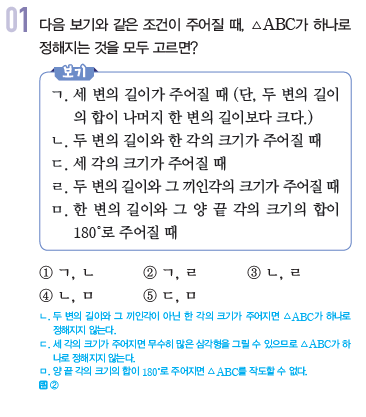 01 다음 보기와 같은 조건이 주어질 때, △ABC가 하나로
정해지는 것을 모두 고르면?
보기
ㄱ. 세 변의 길이가 주어질 때 (단, 두 변의 길이
의 합이 나머지 한 변의 길이보다 크다.)
ㄴ. 두 변의 길이와 한 각의 크기가 주어질 때
ㄷ. 세 각의 크기가 주어질 때
ㄹ. 두 변의 길이와 그 끼인각의 크기가 주어질 때
ㅁ. 한 변의 길이와 그 양 끝 각의 크기의 합이
180°로 주어질 때
① ㄱ, ㄴ ② ㄱ, ㄹ ③ ㄴ, ㄹ
④ ㄴ, ㅁ ⑤ ㄷ, ㅁ
ㄴ. 두 변의 길이와 그 끼인각이 아닌 한 각의 크기가 주어지면 △ABC가 하나로
정해지지 않는다.
ㄷ. 세 각의 크기가 주어지면 무수히 많은 삼각형을 그릴 수 있으므로 △ABC가 하
나로 정해지지 않는다.
ㅁ. 양 끝 각의 크기의 합이 180°로 주어지면 △ABC를 작도할 수 없다.
답 ②